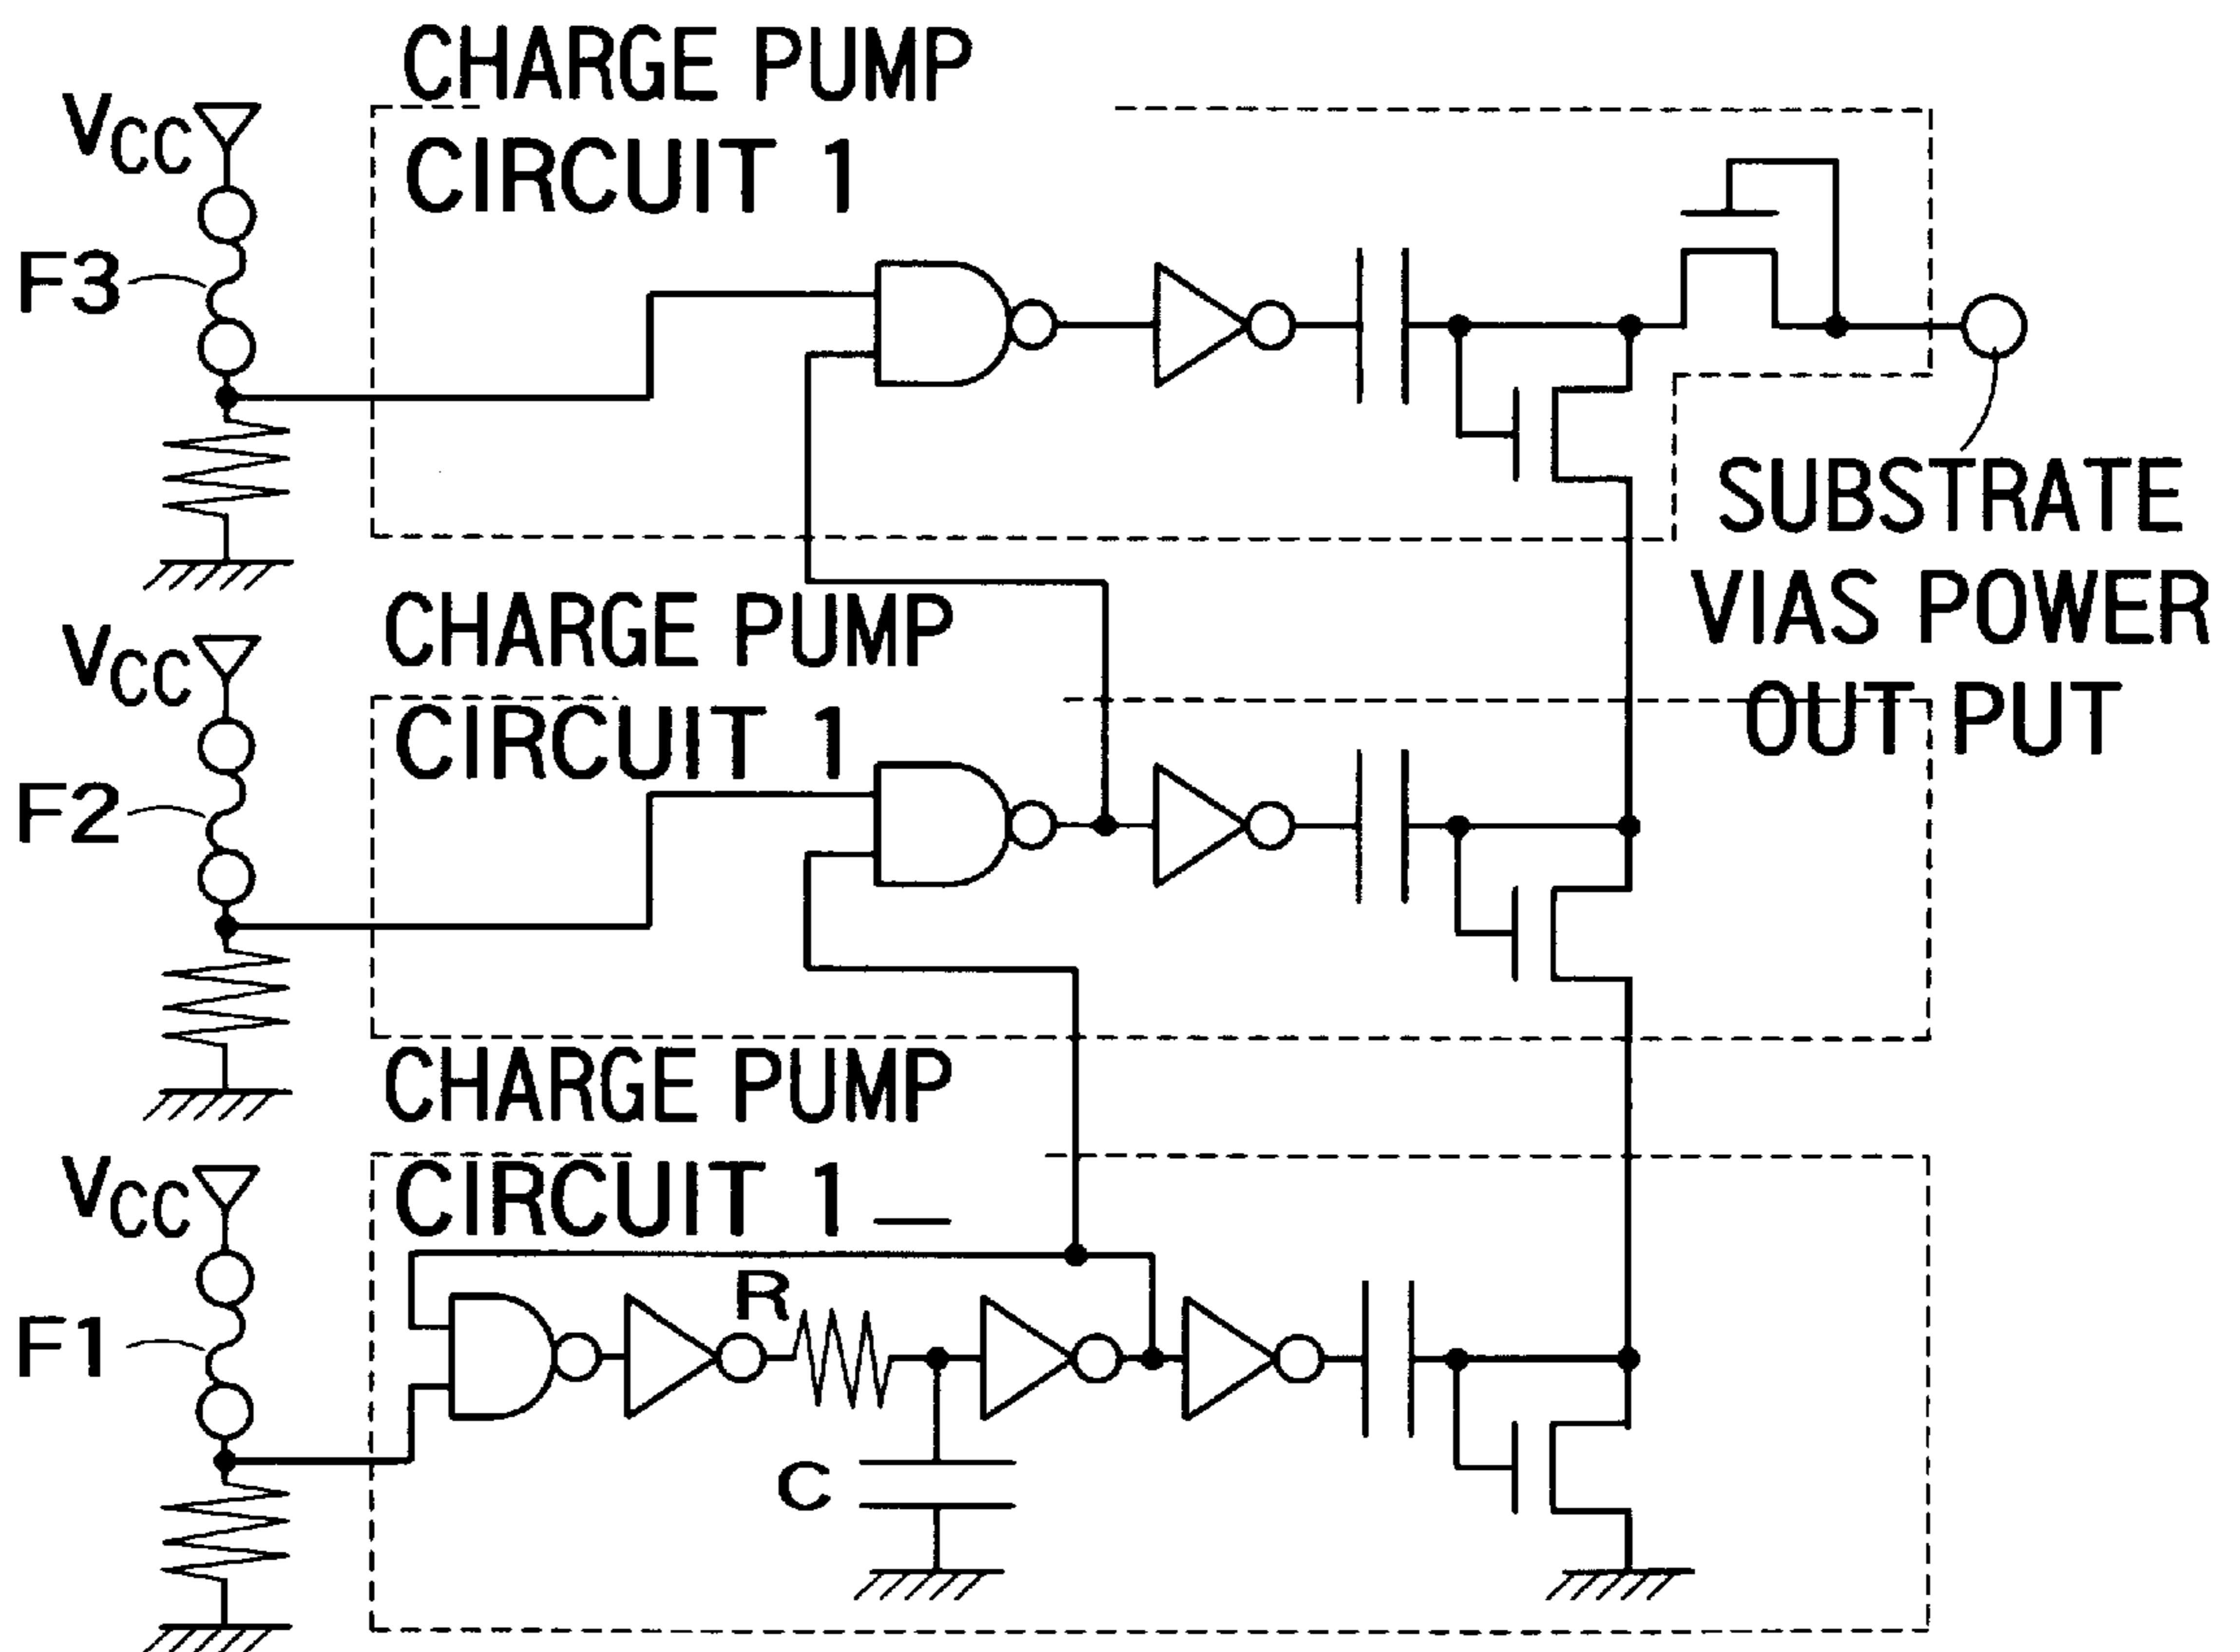 CHARGE PUMP
CIRCUIT 1
VCC
F3
SUBSTRATE
VIAS POWER
OUT PUT
CHARGE PUMP
CIRCUIT 1
VCC
F2
CHARGE PUMP
CIRCUIT 1
VCC
F1
R
C